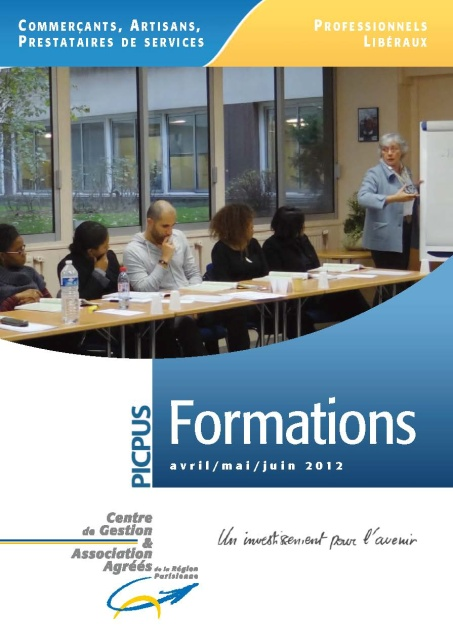 COMMERÇANTS, ARTISANS,
PRESTATAIRES DE SERVICES
PROFESSIONNELS
LIBÉRAUX
PICPUS
Formations
avril/mai/juin 2012
Centre
de Gestion
&
Association
Agréés de la Région
Parisienne
Un investissement pour l'avenir